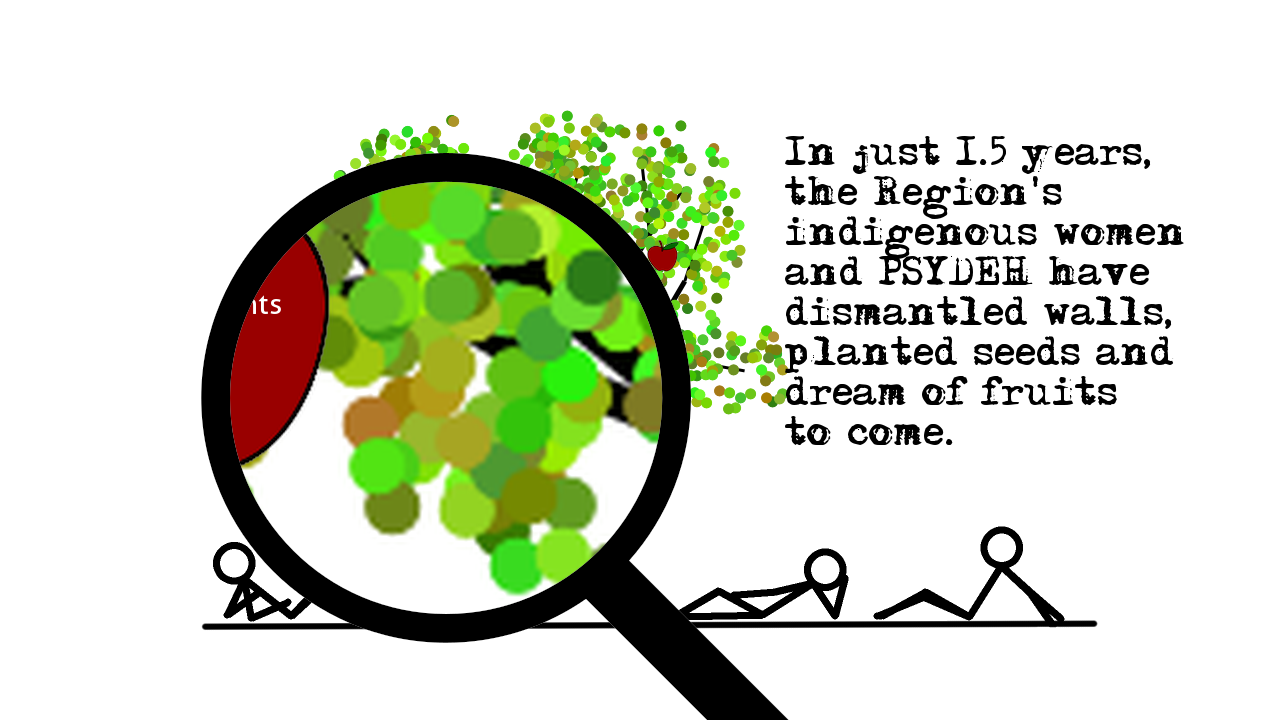 In just 1.5 years,
the Region's
indigenous women
and PSYDEH have
dismantled walls,
planted seeds and
dream of fruits
to come.